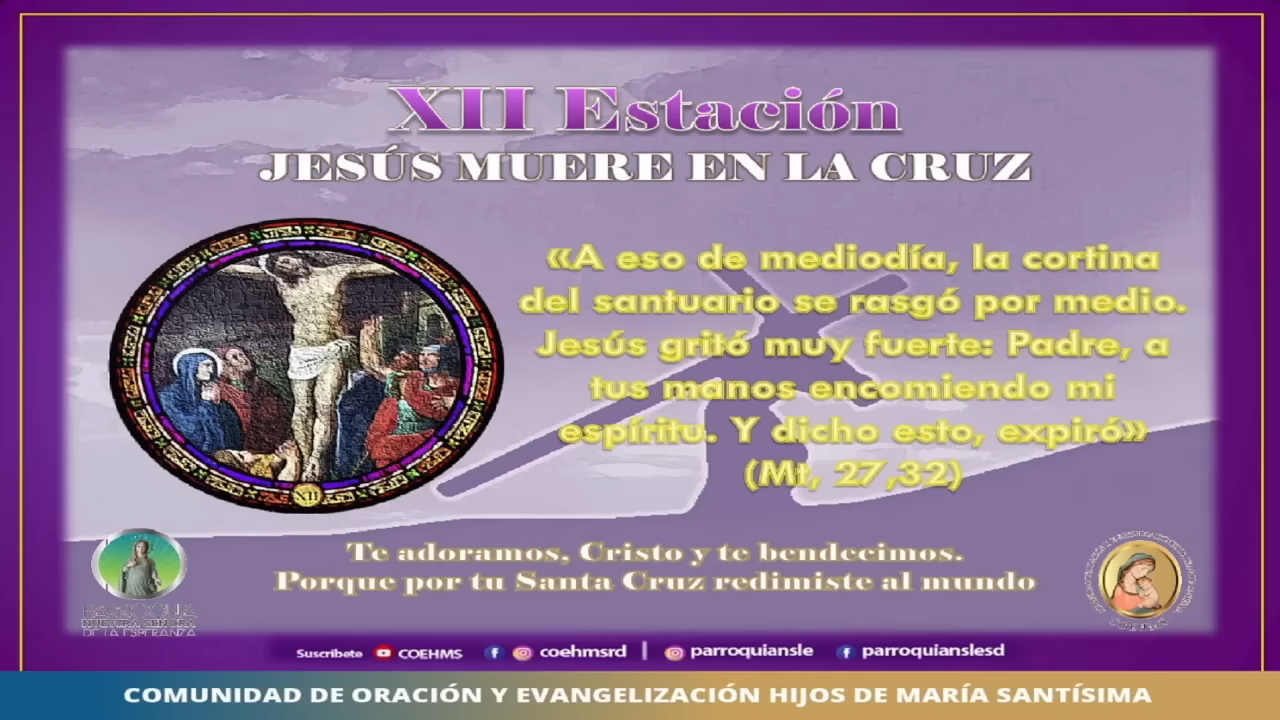 XII Estación
JESÚS MUERE EN LA CRUZ
«A eso de mediodía, la cortina
del santuario se rasgó por medio.
Jesús gritó muy fuerte: Padre, a
tus manos encomiendo mi
espíritu. Y dicho esto, expiró»
(Mt, 27,32)
XII
Te adoramos, Cristo y te bendecimos.
Porque por tu Santa Cruz redimiste al mundo
PARROQUIA
NUESTRA SEÑORA
DE LA ESPERANZA
COEHMS
Suscribete COEHMS coehmsrd | parroquiansle parroquianslesd
COMUNIDAD DE ORACIÓN Y EVANGELIZACIÓN HIJOS DE MARÍA SANTÍSIMA